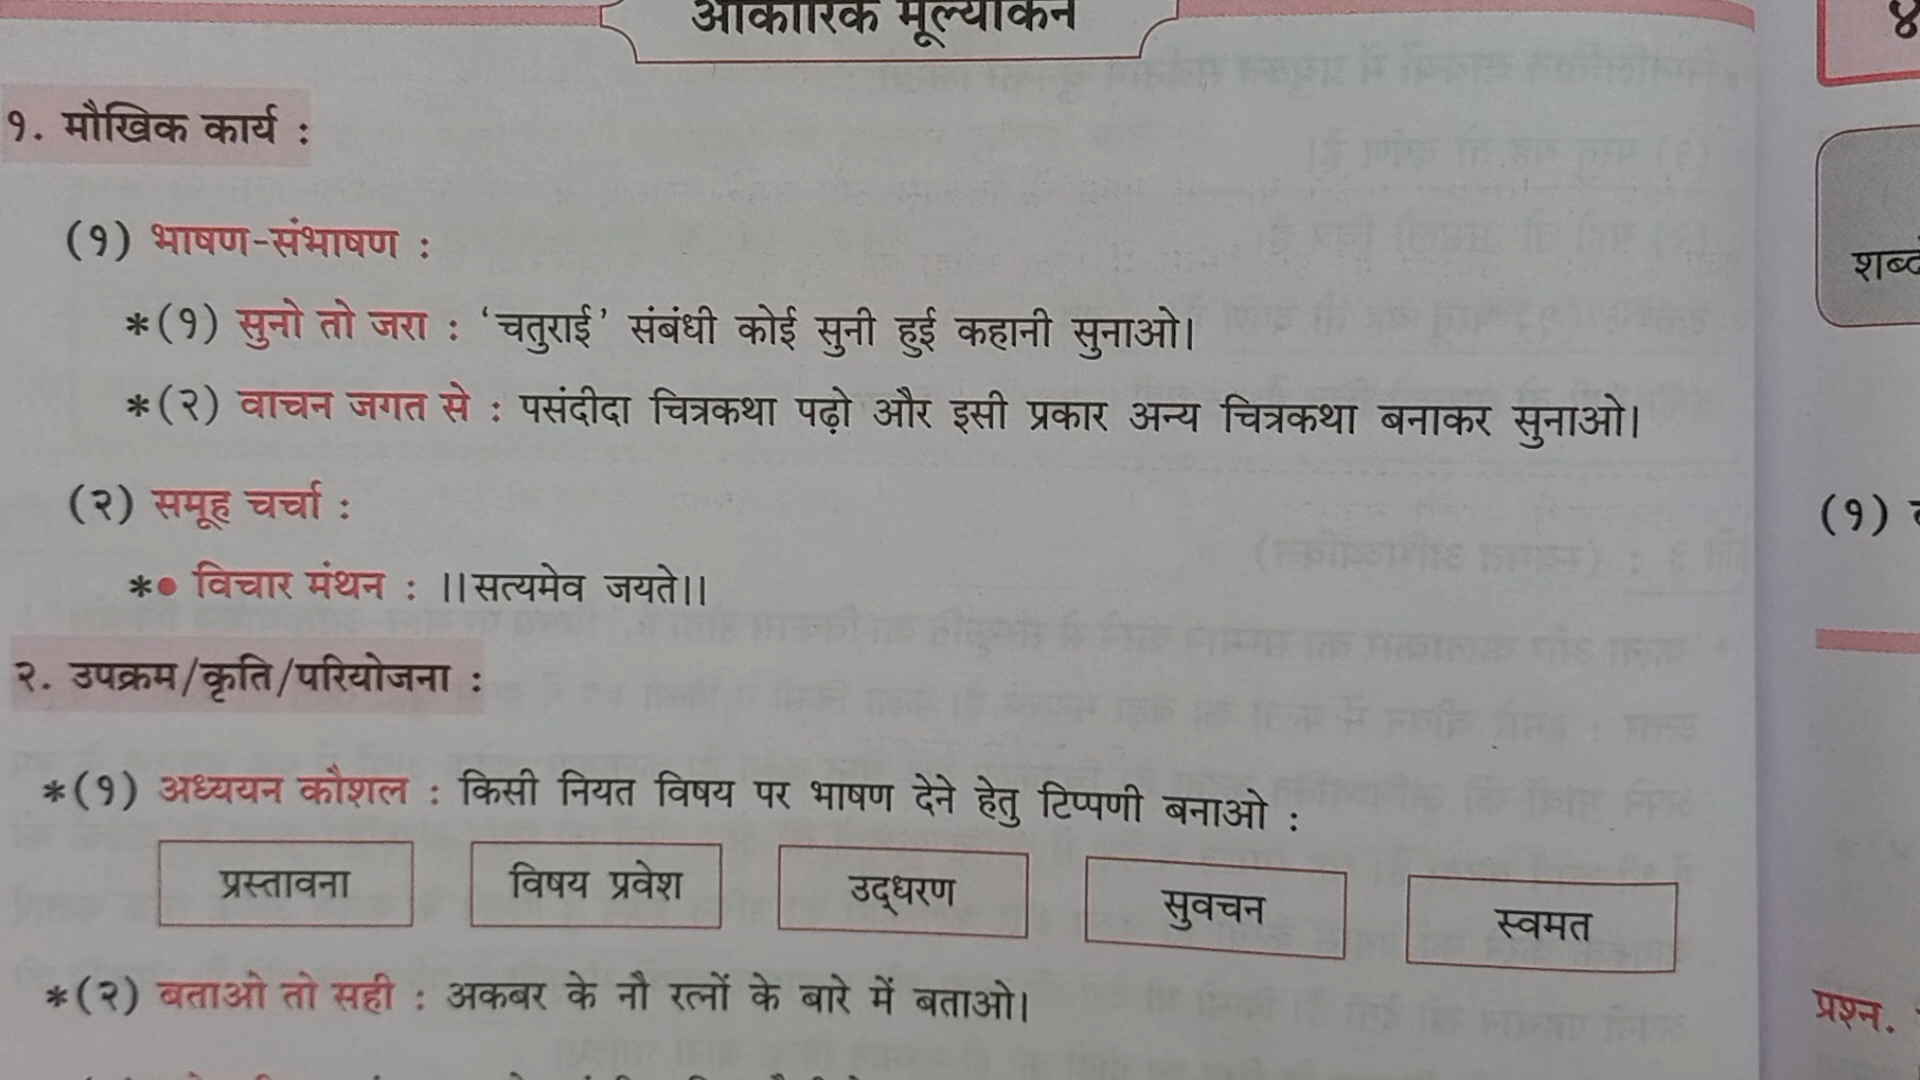 आकारिक मूल्यांकन
१. मौखिक कार्य :
(१) भाषण-संभाषण :
*(१) सुनो तो जरा : ‘चतुराई’ संबंधी कोई सुनी हुई कहानी सुनाओ।
*(२) वाचन जगत से : पसंदीदा चित्रकथा पढ़ो और इसी प्रकार अन्य चित्रकथा बनाकर सुनाओ।
(२) समूह चर्चा :
*● विचार मंथन : ।।सत्यमेव जयते।।
२. उपक्रम/कृति/परियोजना :
*(१) अध्ययन कौशल : किसी नियत विषय पर भाषण देने हेतु टिप्पणी बनाओ :
प्रस्तावना विषय प्रवेश उद्धरण सुवचन स्वमत
*(२) बताओ तो सही : अकबर के नौ रत्नों के बारे में बताओ।
(१)
प्रश्न.